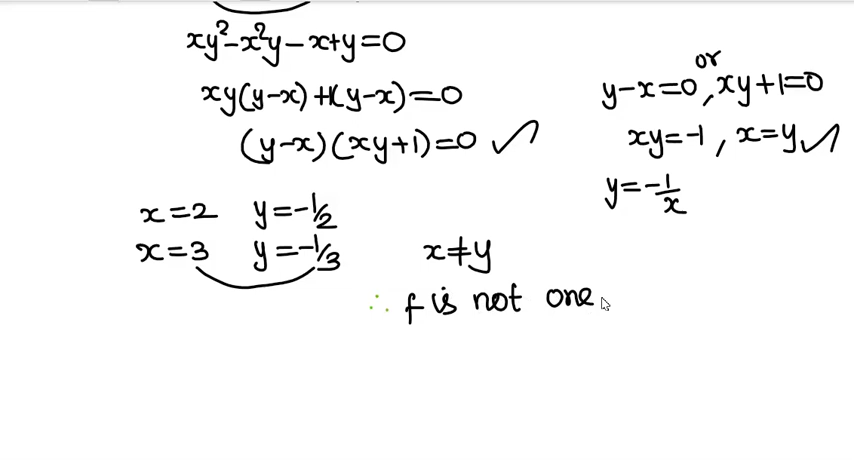 xy²-x²y-x+y=0
xy(y-x)+1(y-x)=0
(y-x)(xy+1)=0 ✓
y-x=0 or, xy+1=0
xy=-1, x=y ✓
y=-1/x
x=2 y=-1/2
x=3 y=-1/3
x≠y
∴ f is not one